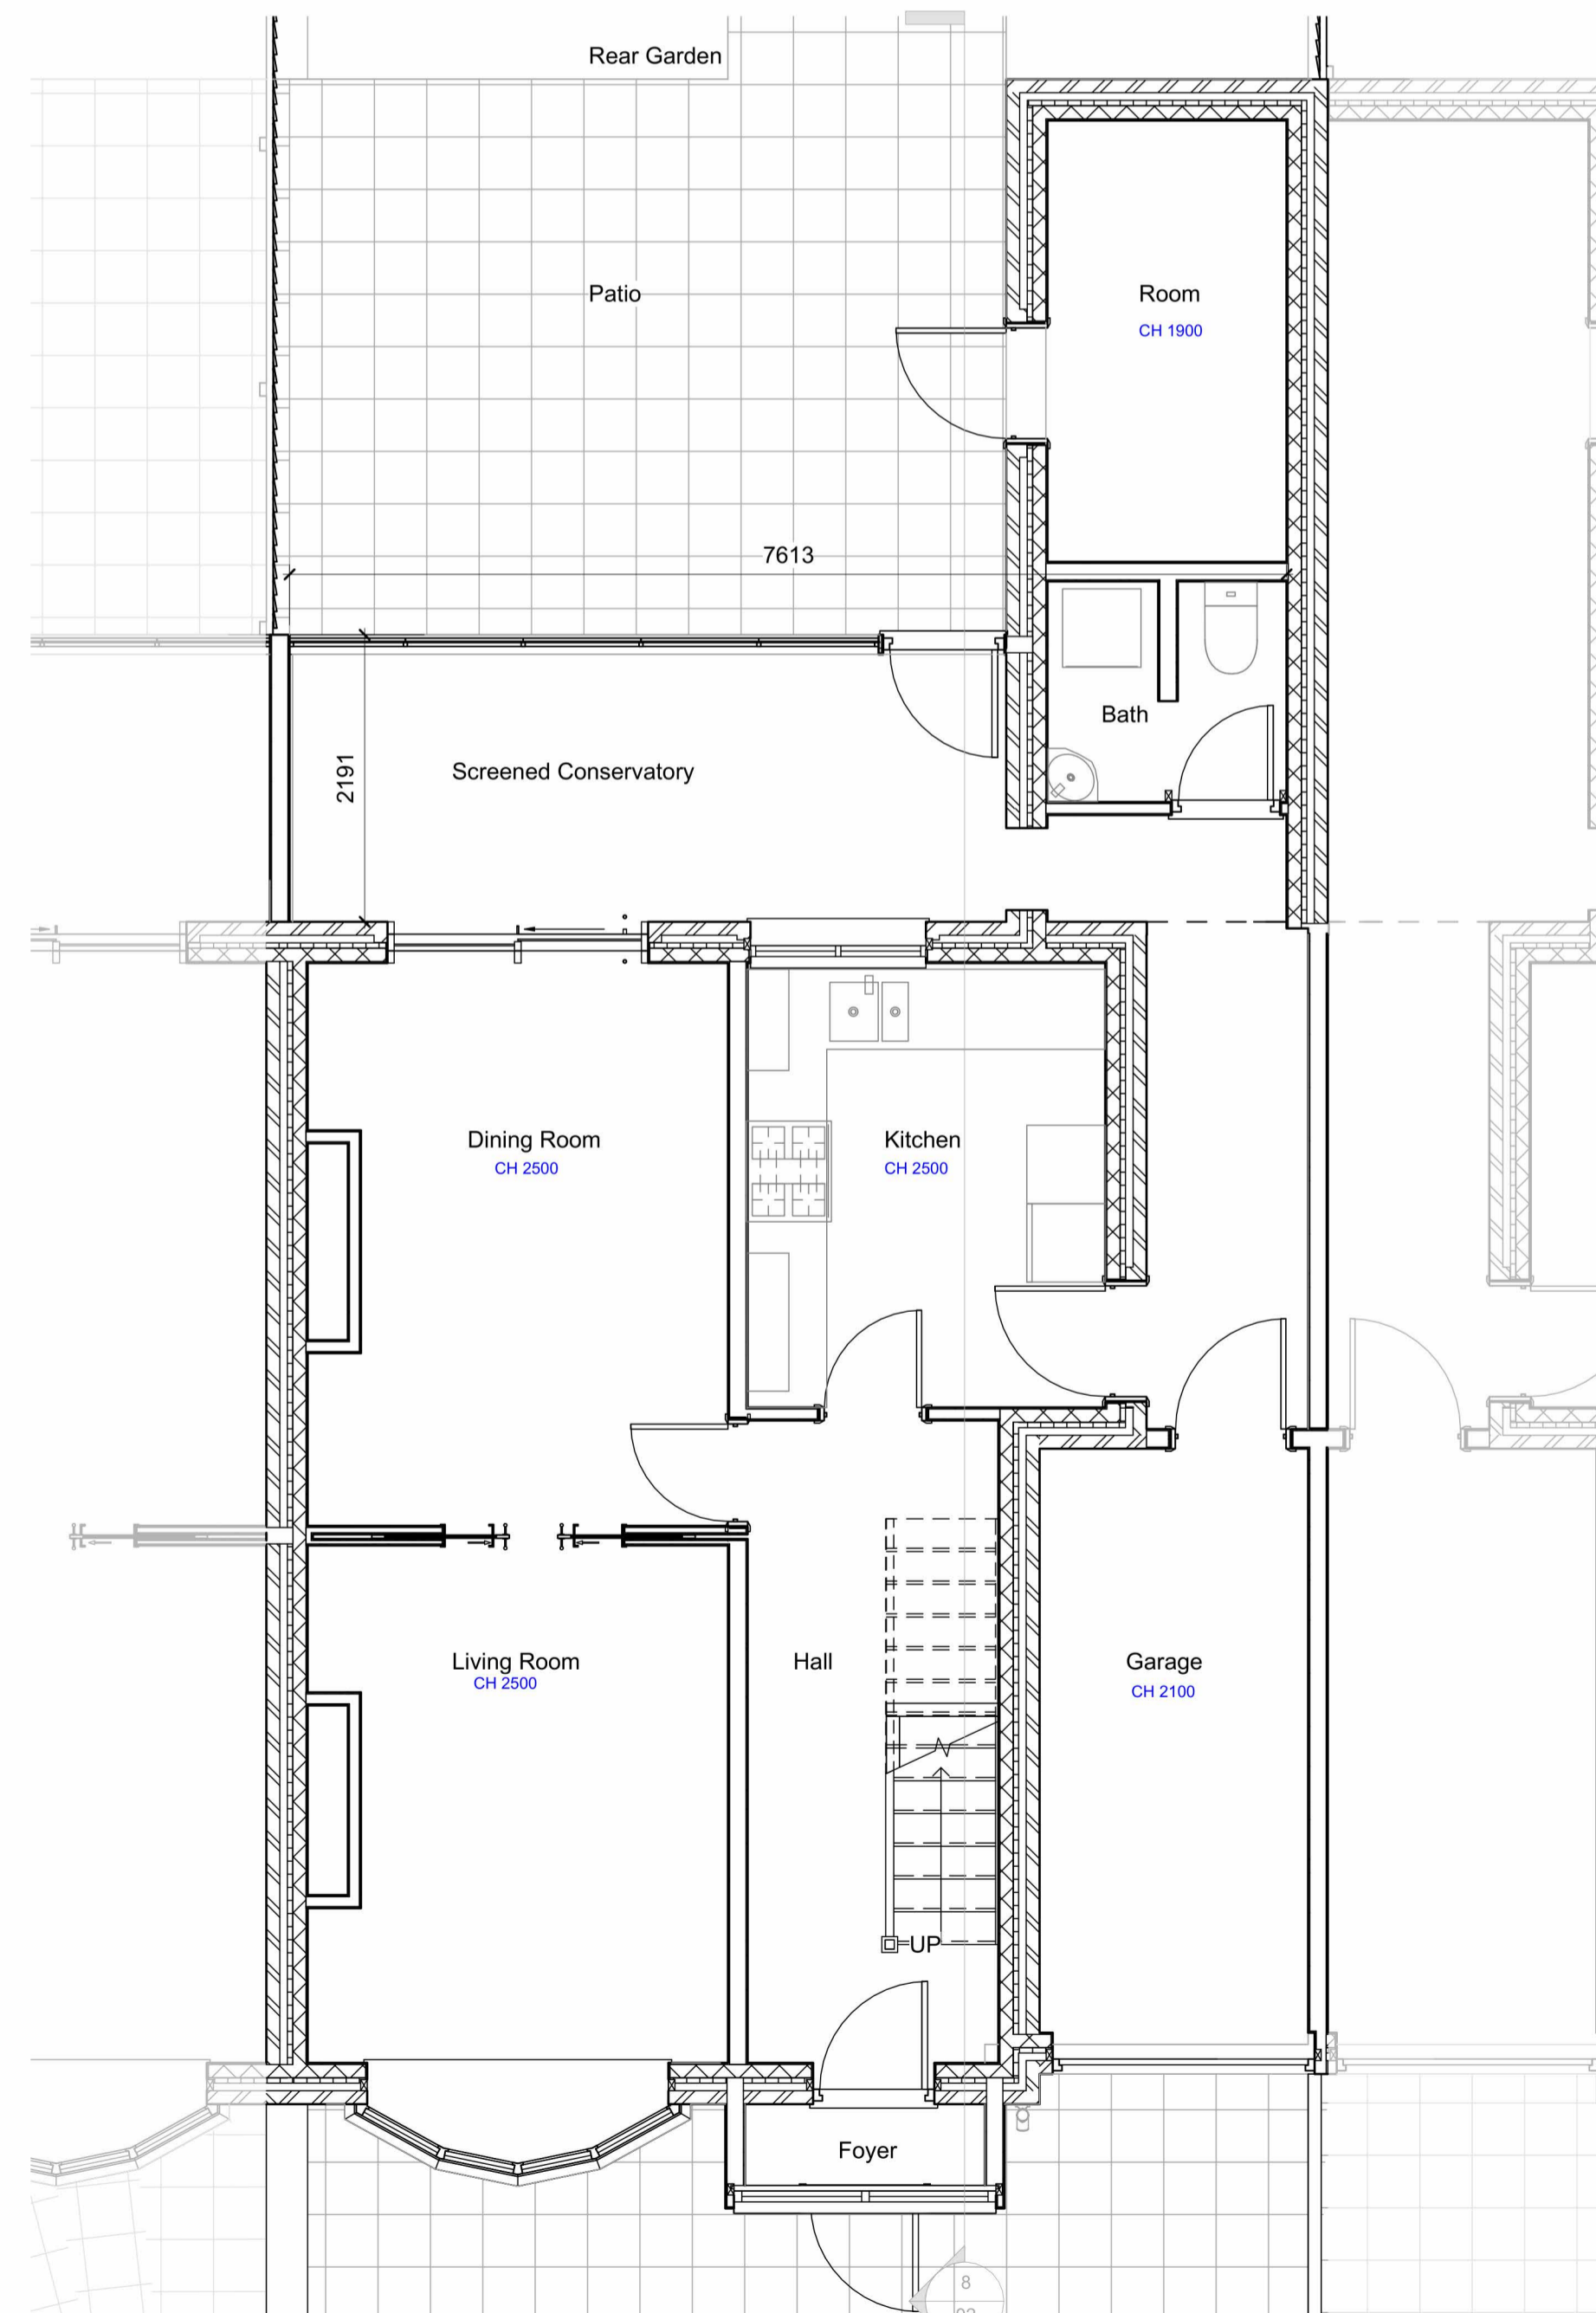 Rear Garden
Patio
Room
CH 1900
7613
Bath
Screened Conservatory
2191
Dining Room
CH 2500
Kitchen
CH 2500
Living Room
CH 2500
Hall
Garage
CH 2100
UP
Foyer
8